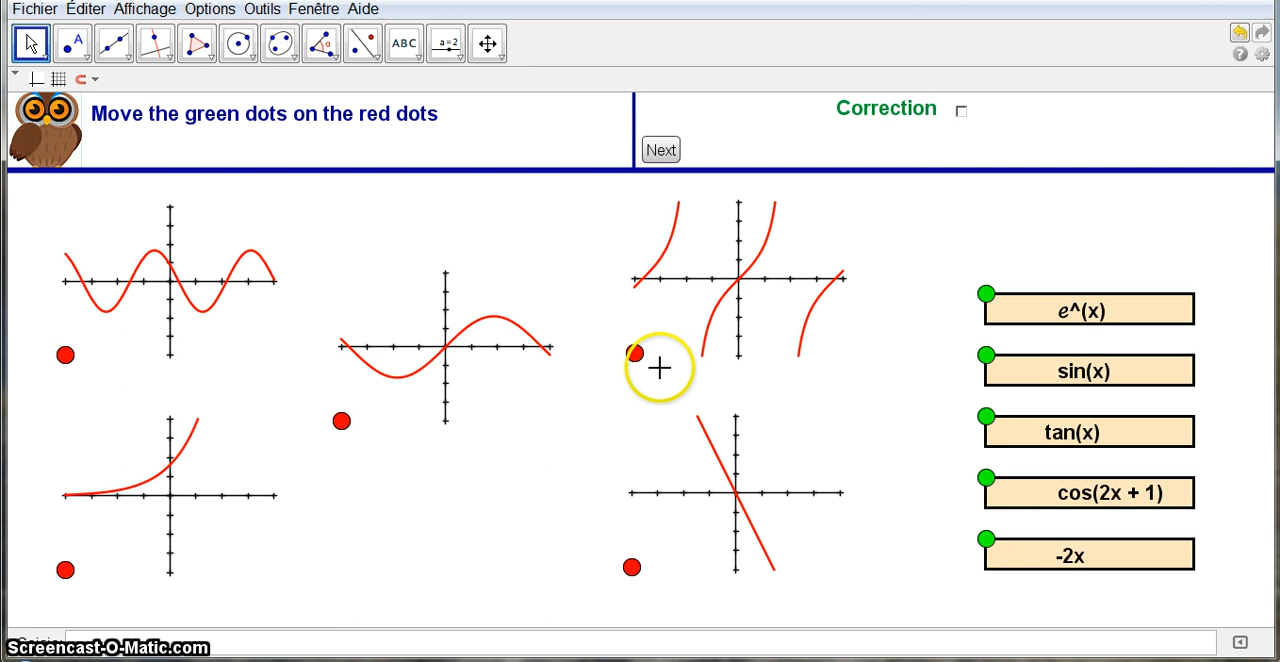 Fichier Éditer Affichage Options Outils Fenêtre Aide
A
α
ABC
a=2
Move the green dots on the red dots
Correction
Next
e^(x)
sin(x)
tan(x)
cos(2x + 1)
-2x
Screencast-O-Matic.com